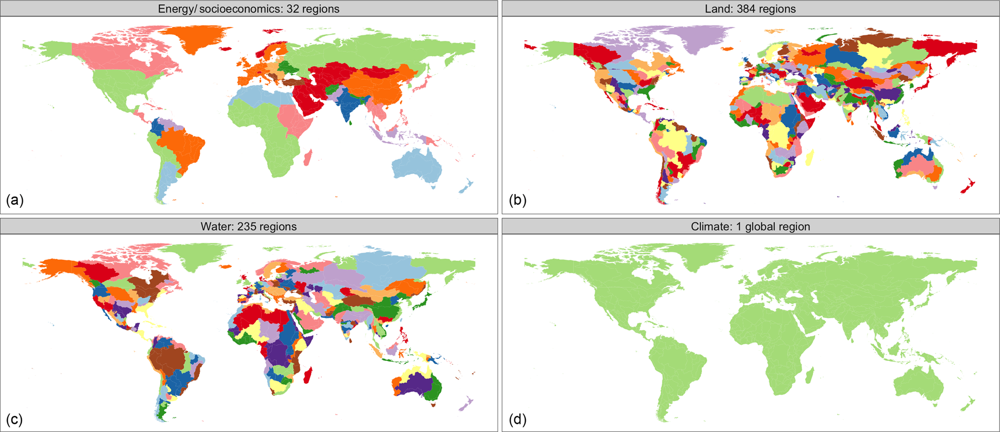 Energy/socioeconomics: 32 regions
Land: 384 regions
(a)
(b)
Water: 235 regions
Climate: 1 global region
(c)
(d)